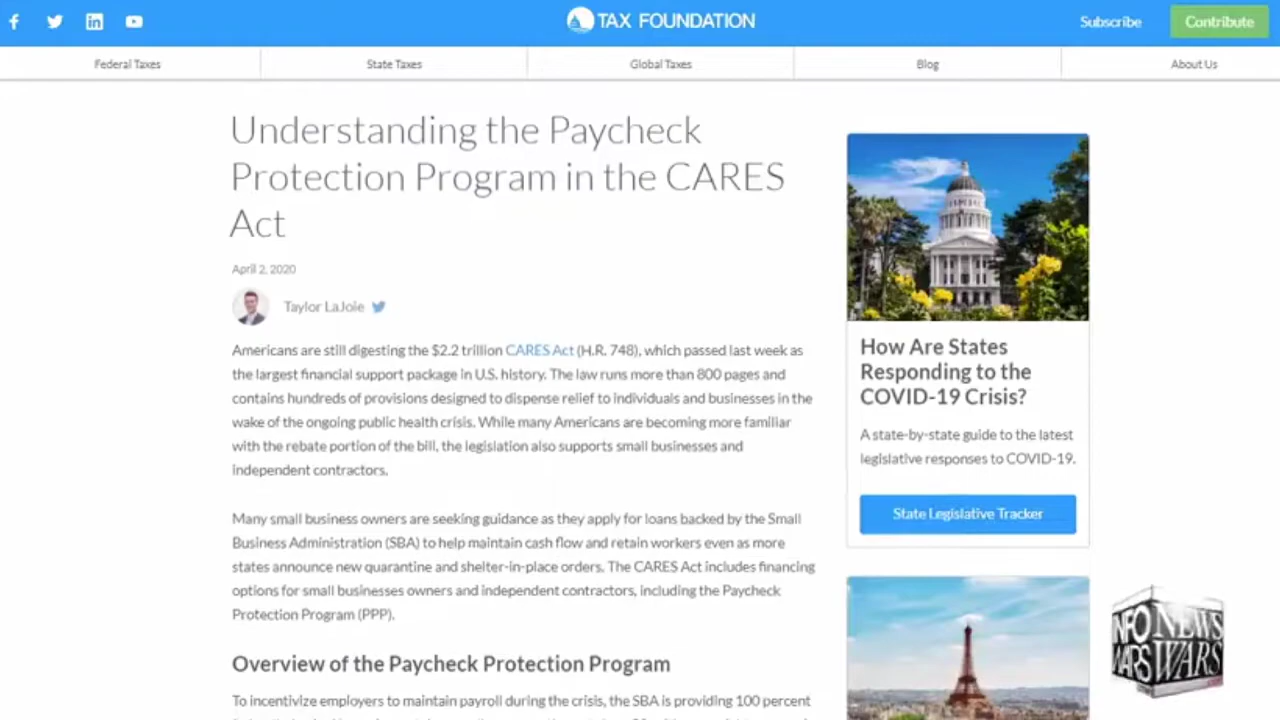 TAX FOUNDATION
Subscribe
Contribute
Federal Taxes
State Taxes
Global Taxes
Blog
About Us
Understanding the Paycheck
Protection Program in the CARES
Act
April 2, 2020
Taylor LaJoie
Americans are still digesting the $2.2 trillion CARES Act (H.R. 748), which passed last week as
the largest financial support package in U.S. history. The law runs more than 800 pages and
contains hundreds of provisions designed to dispense relief to individuals and businesses in the
wake of the ongoing public health crisis. While many Americans are becoming more familiar
with the rebate portion of the bill, the legislation also supports small businesses and
independent contractors.
Many small business owners are seeking guidance as they apply for loans backed by the Small
Business Administration (SBA) to help maintain cash flow and retain workers even as more
states announce new quarantine and shelter-in-place orders. The CARES Act includes financing
options for small businesses owners and independent contractors, including the Paycheck
Protection Program (PPP).
Overview of the Paycheck Protection Program
To incentivize employers to maintain payroll during the crisis, the SBA is providing 100 percent
How Are States
Responding to the
COVID-19 Crisis?
A state-by-state guide to the latest
legislative responses to COVID-19.
State Legislative Tracker
INFO NEWS
WARS WARS